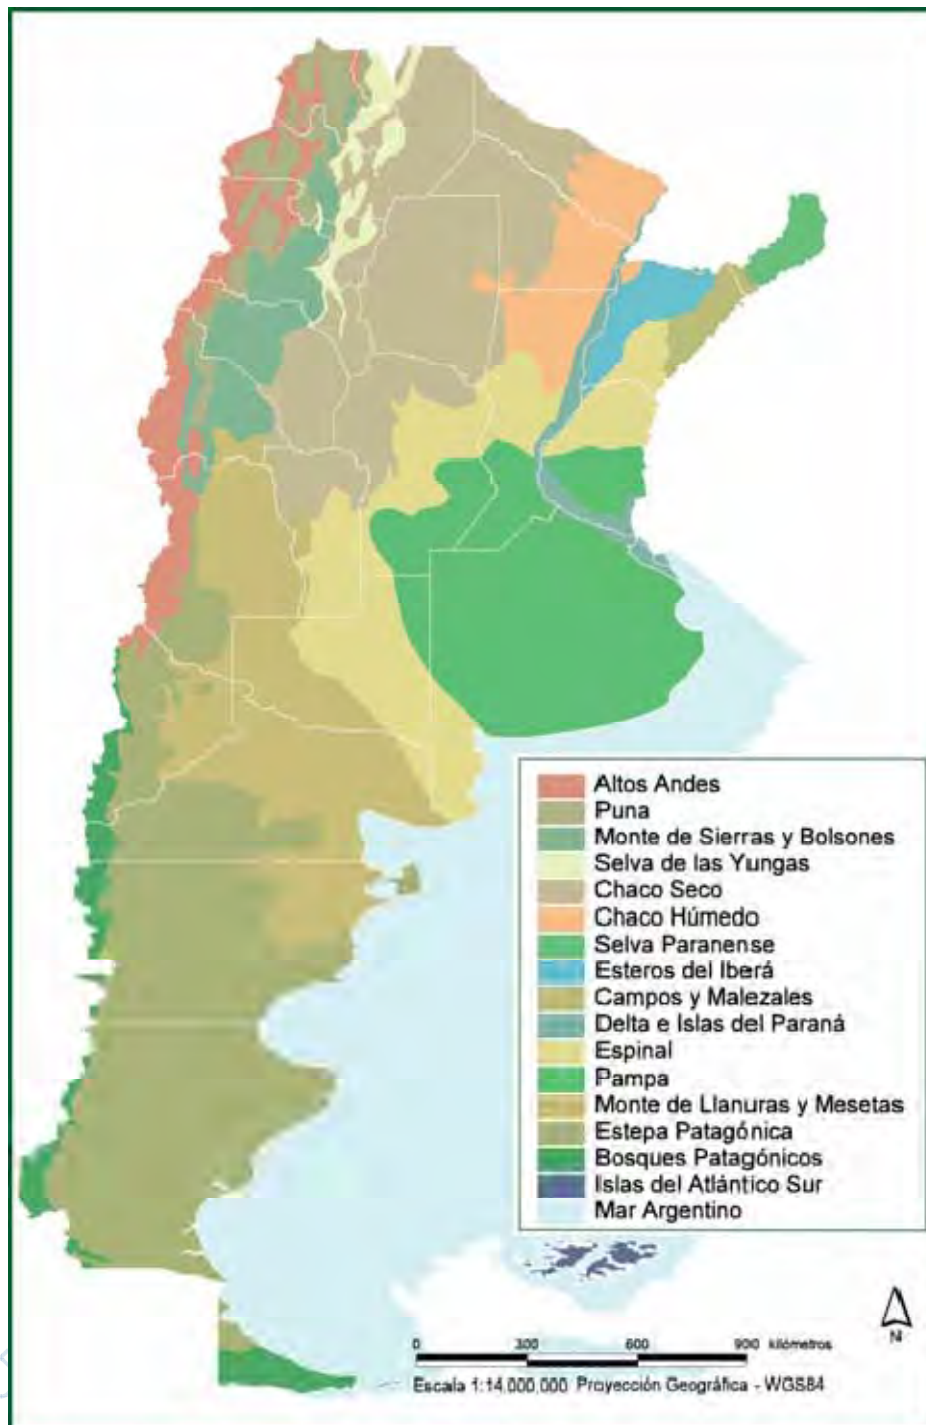 Altos Andes
Puna
Monte de Sierras y Bolsones
Selva de las Yungas
Chaco Seco
Chaco Húmedo
Selva Paranense
Esteros del Iberá
Campos y Malezales
Delta e Islas del Paraná
Espinal
Pampa
Monte de Llanuras y Mesetas
Estepa Patagónica
Bosques Patagónicos
Islas del Atlántico Sur
Mar Argentino
N
0 300 600 900 kilómetros
Escala 1:14.000.000 Proyección Geográfica - WGS84